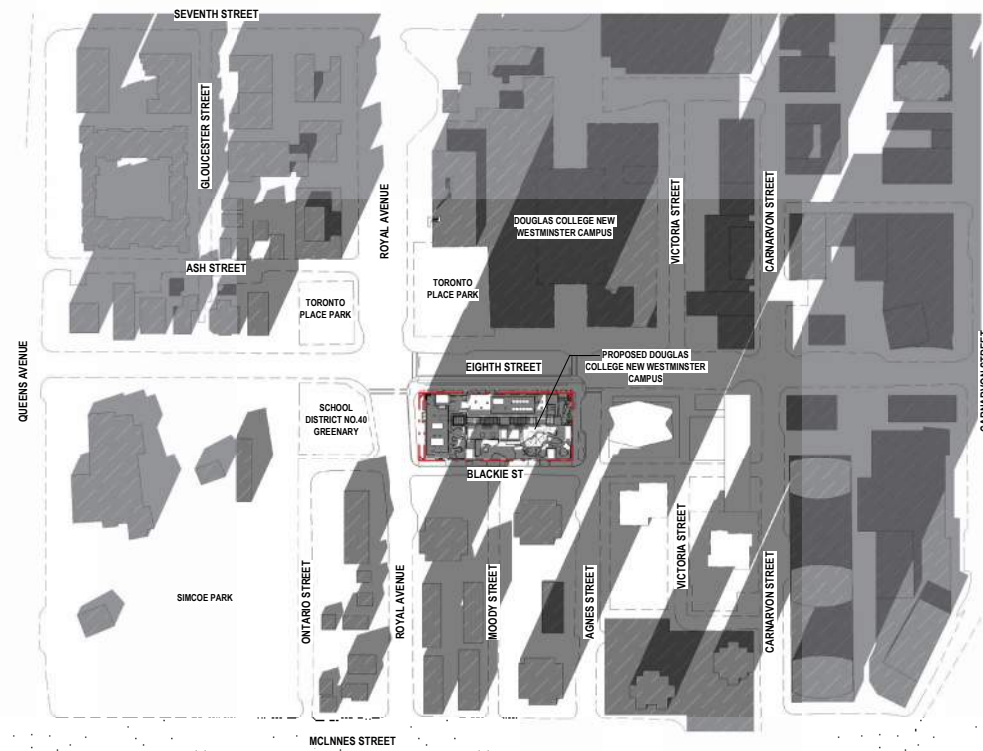 SEVENTH STREET
GLOUCESTER STREET
ROYAL AVENUE
DOUGLAS COLLEGE NEW
WESTMINSTER CAMPUS
VICTORIA STREET
CARNARVON STREET
ASH STREET
TORONTO
PLACE PARK
TORONTO
PLACE PARK
QUEENS AVENUE
EIGHTH STREET
PROPOSED DOUGLAS
COLLEGE NEW WESTMINSTER
CAMPUS
CARNARVON STREET
SCHOOL
DISTRICT NO.40
GREENARY
BLACKIE ST
SIMCOE PARK
ONTARIO STREET
ROYAL AVENUE
MOODY STREET
AGNES STREET
VICTORIA STREET
CARNARVON STREET
MCLNNES STREET